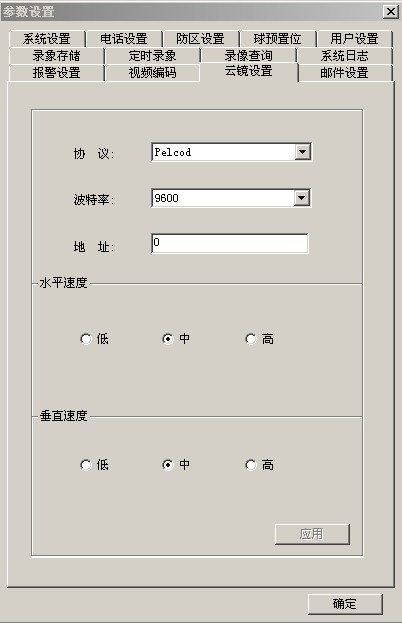 参数设置
系统设置 电话设置 防区设置 球预置位 用户设置
录象存储 定时录象 录像查询 系统日志
报警设置 视频编码 云镜设置 邮件设置
协 议: Pelcod
波特率: 9600
地 址: 0
水平速度
低 中 高
垂直速度
低 中 高
应用
确定